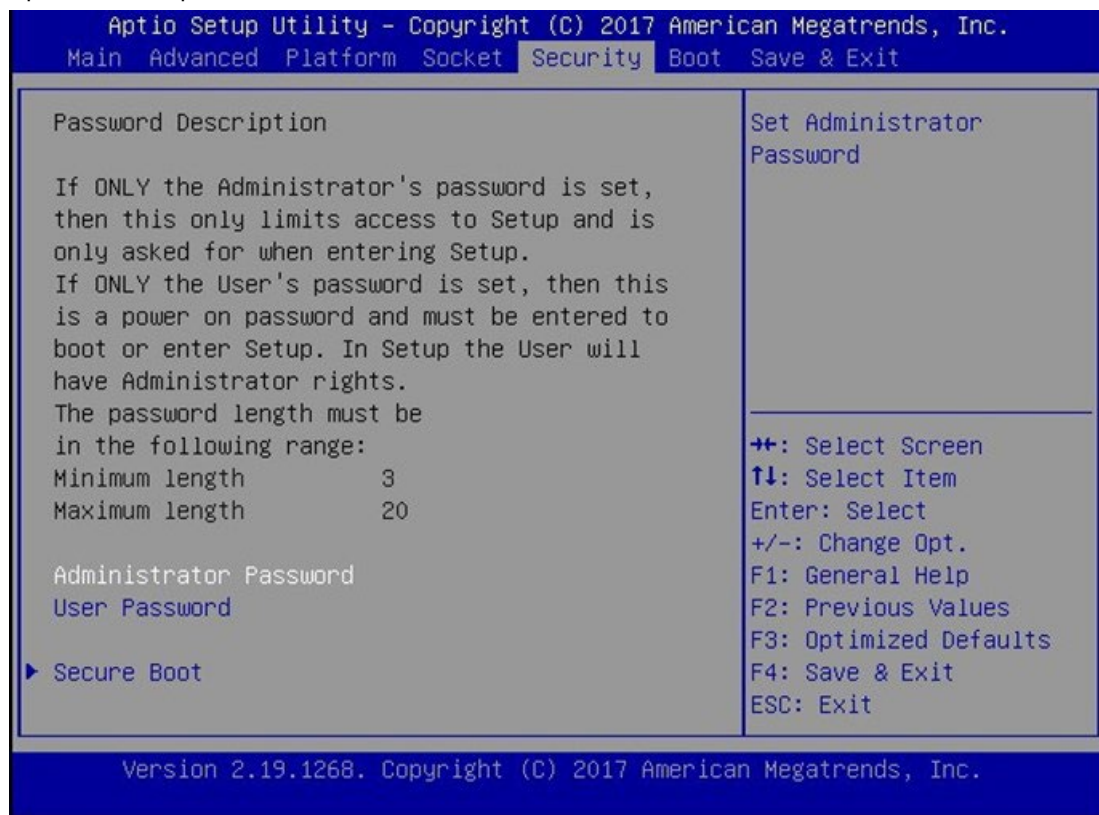 Aptio Setup Utility – Copyright (C) 2017 American Megatrends, Inc.
Main Advanced Platform Socket Security Boot Save & Exit
Password Description
If ONLY the Administrator's password is set,
then this only limits access to Setup and is
only asked for when entering Setup.
If ONLY the User's password is set, then this
is a power on password and must be entered to
boot or enter Setup. In Setup the User will
have Administrator rights.
The password length must be
in the following range:
Minimum length 3
Maximum length 20
Administrator Password
User Password
► Secure Boot
Set Administrator
Password
→←: Select Screen
↑↓: Select Item
Enter: Select
+/-: Change Opt.
F1: General Help
F2: Previous Values
F3: Optimized Defaults
F4: Save & Exit
ESC: Exit
Version 2.19.1268. Copyright (C) 2017 American Megatrends, Inc.